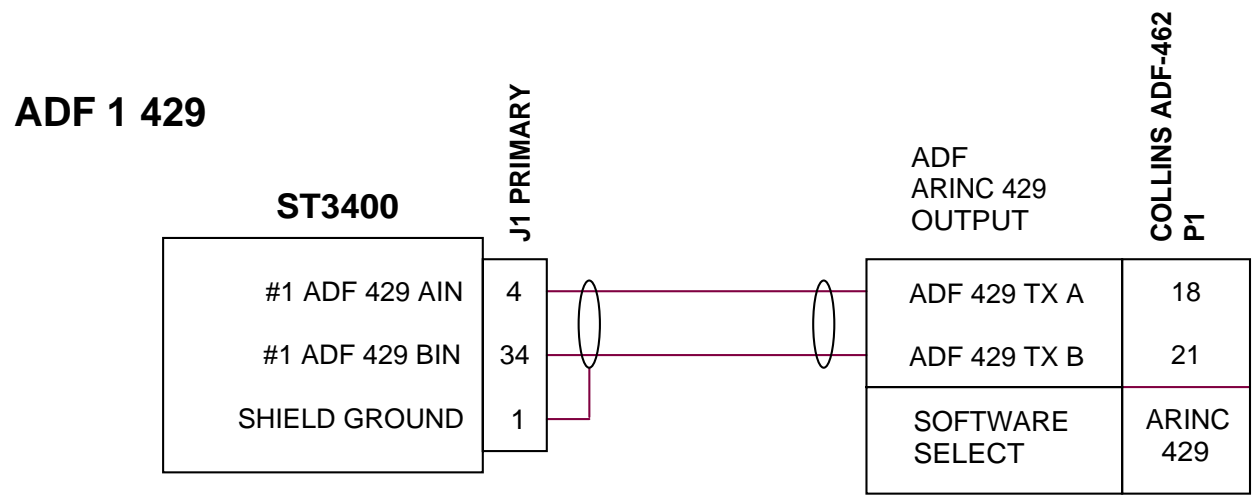 ADF 1 429
ST3400
J1 PRIMARY
ADF
ARINC 429
OUTPUT
COLLINS ADF-462
P1
#1 ADF 429 AIN 4 ADF 429 TX A 18
#1 ADF 429 BIN 34 ADF 429 TX B 21
SHIELD GROUND 1
SOFTWARE
SELECT
ARINC
429